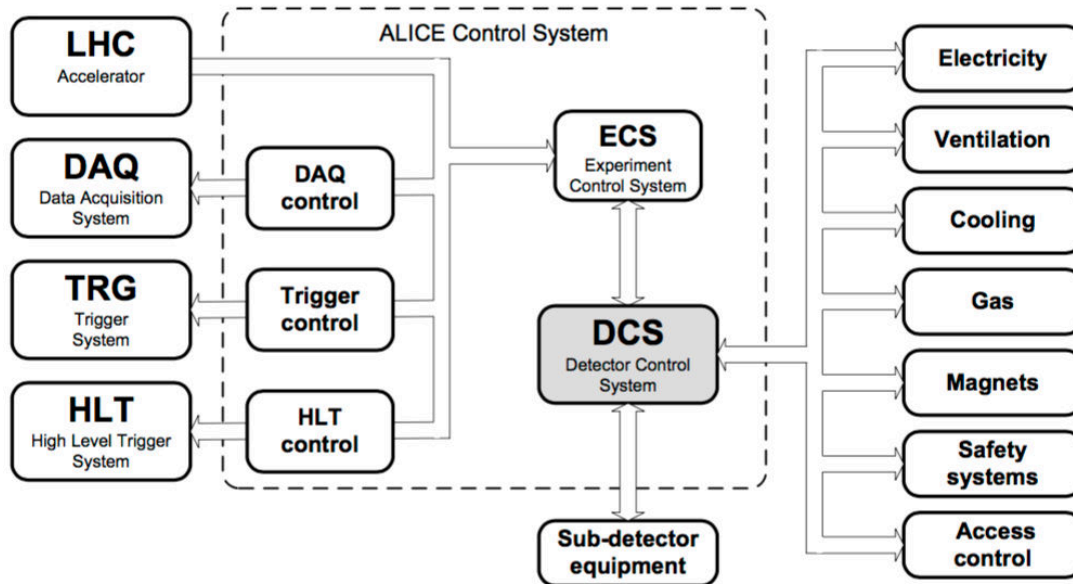 ALICE Control System
LHC
Accelerator
DAQ
Data Acquisition
System
TRG
Trigger
System
HLT
High Level Trigger
System
DAQ
control
Trigger
control
HLT
control
ECS
Experiment
Control System
DCS
Detector Control
System
Sub-detector
equipment
Electricity
Ventilation
Cooling
Gas
Magnets
Safety
systems
Access
control